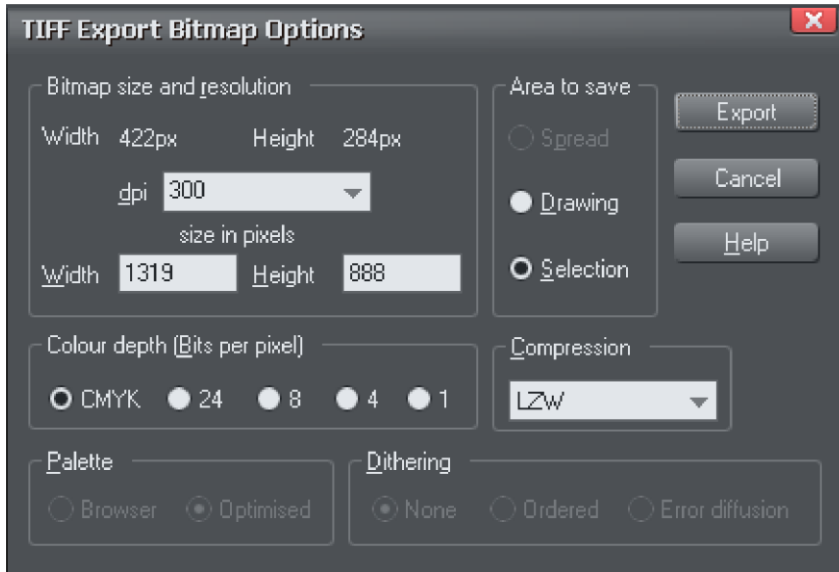 TIFF Export Bitmap Options
Bitmap size and resolution
Width 422px Height 284px
dpi 300
size in pixels
Width 1319 Height 888
Area to save
Spread
Drawing
Selection
Export
Cancel
Help
Colour depth (Bits per pixel)
CMYK 24 8 4 1
Compression
LZW
Palette
Browser Optimised
Dithering
None Ordered Error diffusion